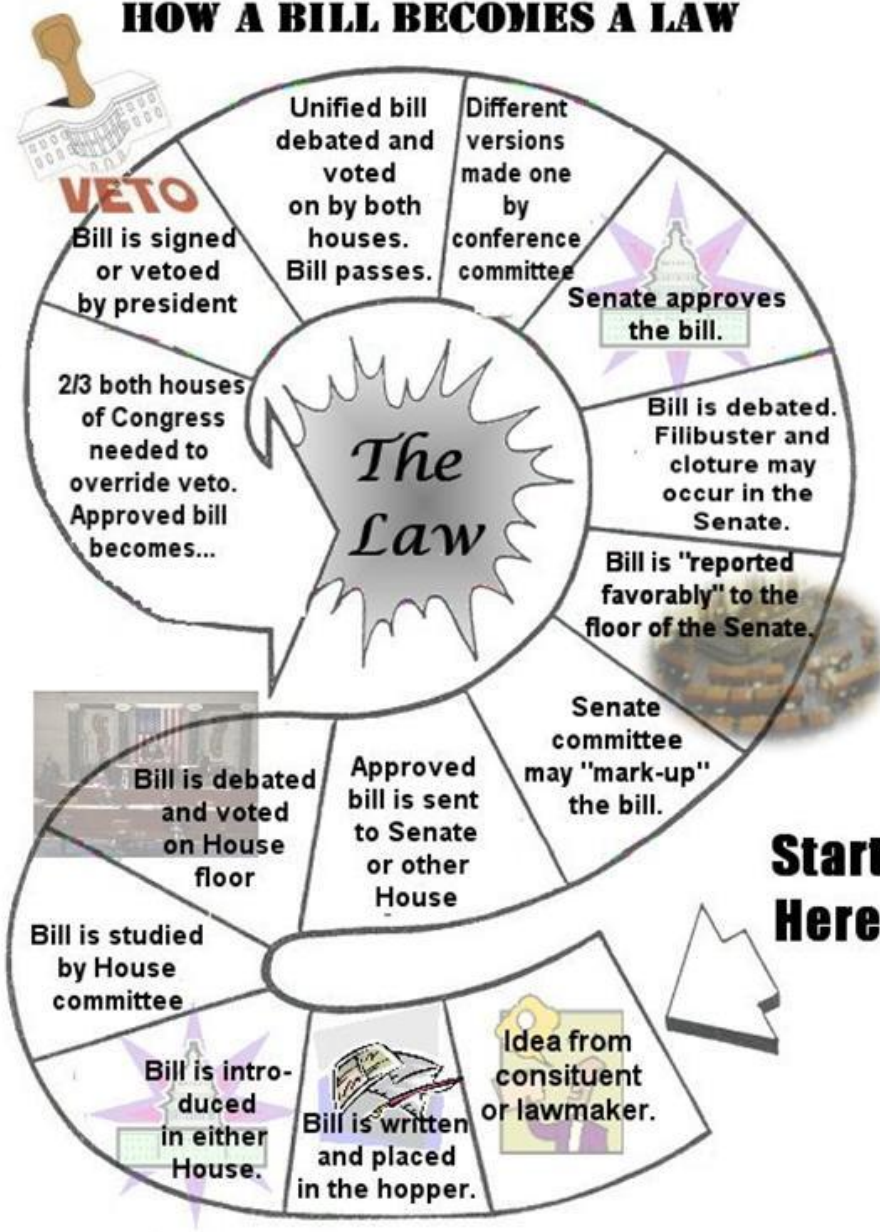 HOW A BILL BECOMES A LAW
Start
Here
Idea from
consituent
or lawmaker.
Bill is written
and placed
in the hopper.
Bill is intro-
duced
in either
House.
Bill is studied
by House
committee
Bill is debated
and voted
on House
floor
Approved
bill is sent
to Senate
or other
House
Senate
committee
may "mark-up"
the bill.
Bill is "reported
favorably" to the
floor of the Senate.
Bill is debated.
Filibuster and
cloture may
occur in the
Senate.
Senate approves
the bill.
Different
versions
made one
by
conference
committee
Unified bill
debated and
voted
on by both
houses.
Bill passes.
VETO
Bill is signed
or vetoed
by president
2/3 both houses
of Congress
needed to
override veto.
Approved bill
becomes...
The
Law